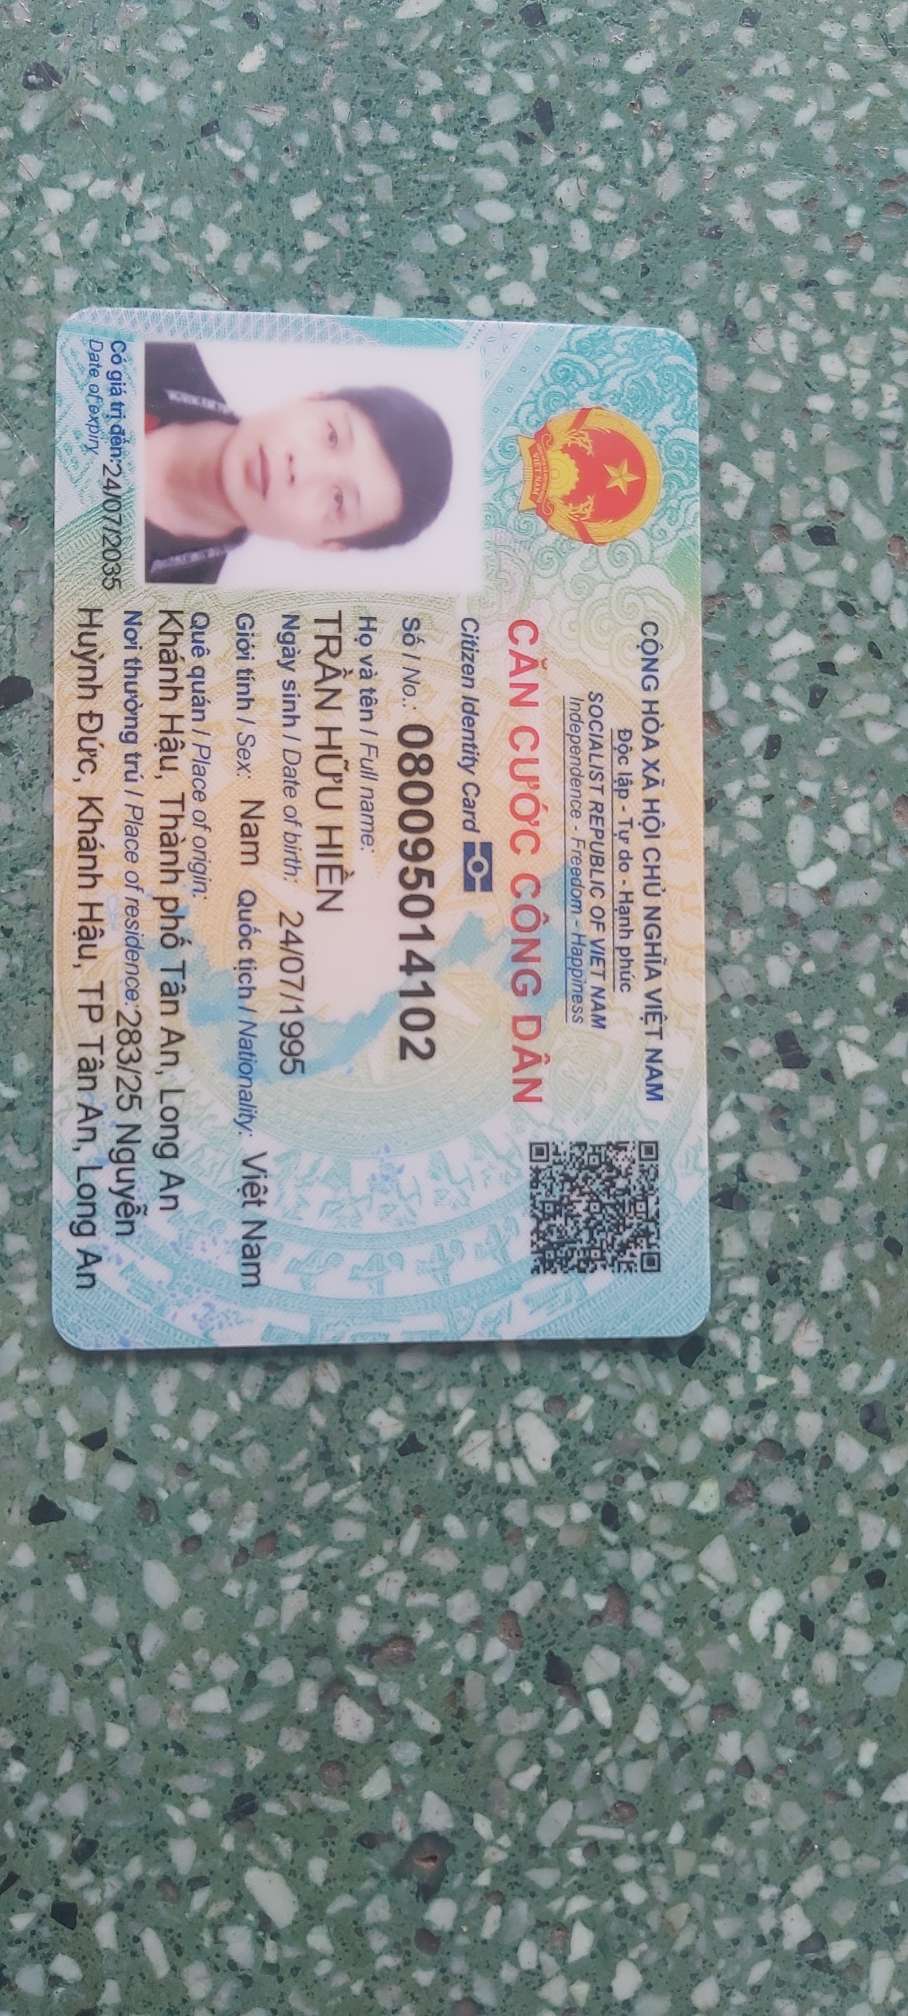 CỘNG HÒA XÃ HỘI CHỦ NGHĨA VIỆT NAM
Độc lập - Tự do - Hạnh phúc
SOCIALIST REPUBLIC OF VIET NAM
Independence - Freedom - Happiness
CĂN CƯỚC CÔNG DÂN
Citizen Identity Card
Số / No.: 080095014102
Họ và tên / Full name:
TRẦN HỮU HIỀN
Ngày sinh / Date of birth: 24/07/1995
Giới tính / Sex: Nam Quốc tịch / Nationality: Việt Nam
Quê quán / Place of origin:
Khánh Hậu, Thành phố Tân An, Long An
Nơi thường trú / Place of residence: 283/25 Nguyễn
Huỳnh Đức, Khánh Hậu, TP Tân An, Long An
Có giá trị đến: 24/07/2035
Date of expiry
VIỆT NAM